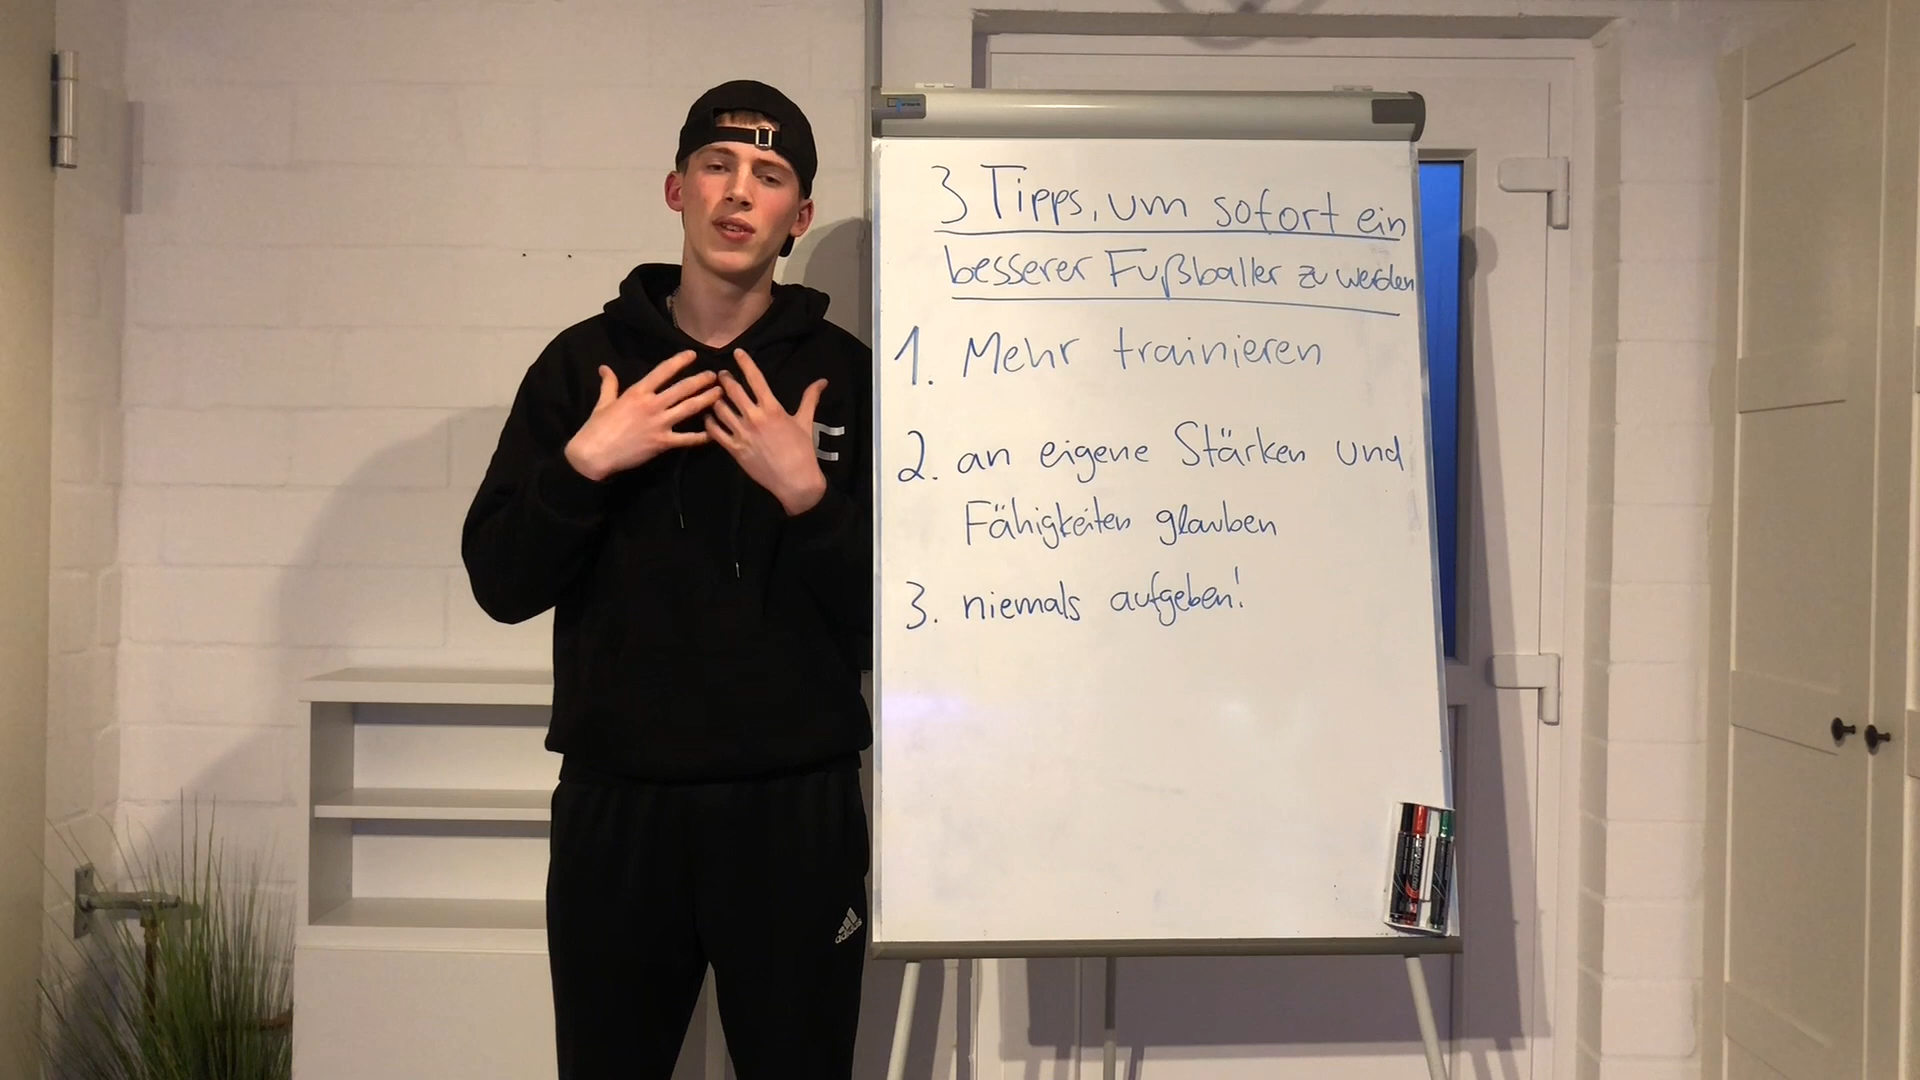 3 Tipps, um sofort ein
besserer Fußballer zu werden
1. Mehr trainieren
2. an eigene Stärken und
Fähigkeiten glauben
3. niemals aufgeben!
adidas